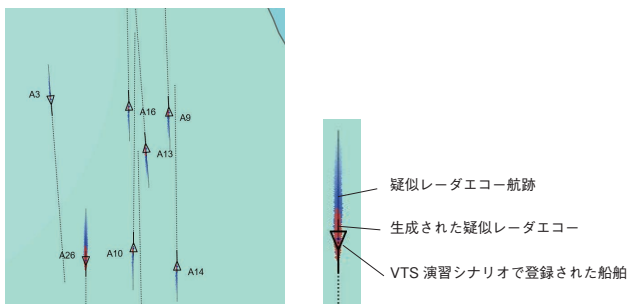 A3
A16
A9
A13
A26
A10
A14
疑似レーダエコー航跡
生成された疑似レーダエコー
VTS 演習シナリオで登録された船舶